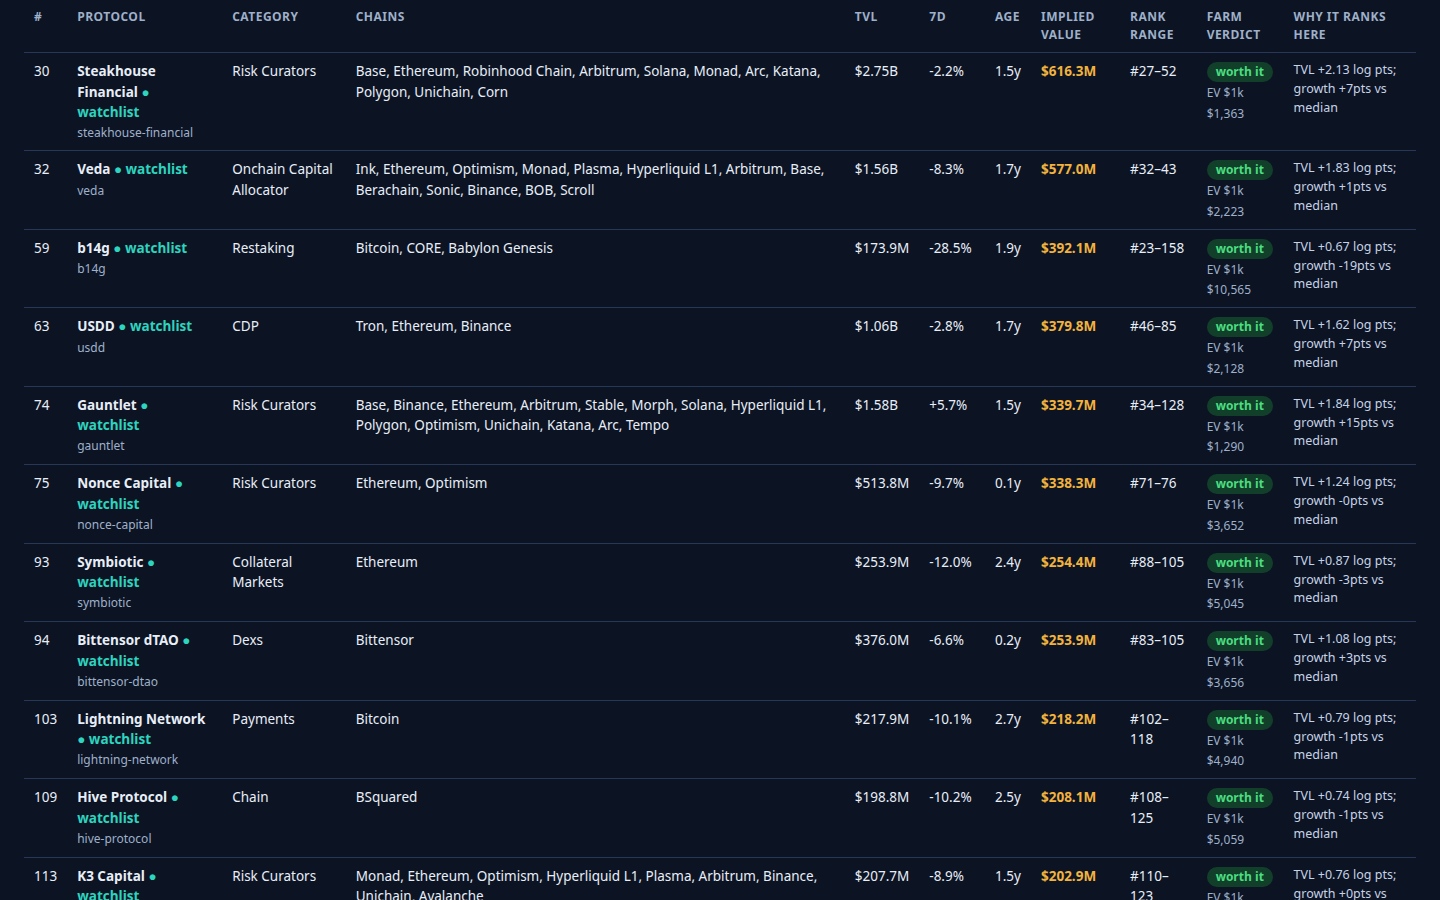 # PROTOCOL CATEGORY CHAINS TVL 7D AGE IMPLIED VALUE RANK RANGE FARM VERDICT WHY IT RANKS HERE
30 Steakhouse Financial ● watchlist steakhouse-financial Risk Curators Base, Ethereum, Robinhood Chain, Arbitrum, Solana, Monad, Arc, Katana, Polygon, Unichain, Corn $2.75B -2.2% 1.5y $616.3M #27–52 worth it EV $1k $1,363 TVL +2.13 log pts; growth +7pts vs median
32 Veda ● watchlist veda Onchain Capital Allocator Ink, Ethereum, Optimism, Monad, Plasma, Hyperliquid L1, Arbitrum, Base, Berachain, Sonic, Binance, BOB, Scroll $1.56B -8.3% 1.7y $577.0M #32–43 worth it EV $1k $2,223 TVL +1.83 log pts; growth +1pts vs median
59 b14g ● watchlist b14g Restaking Bitcoin, CORE, Babylon Genesis $173.9M -28.5% 1.9y $392.1M #23–158 worth it EV $1k $10,565 TVL +0.67 log pts; growth -19pts vs median
63 USDD ● watchlist usdd CDP Tron, Ethereum, Binance $1.06B -2.8% 1.7y $379.8M #46–85 worth it EV $1k $2,128 TVL +1.62 log pts; growth +7pts vs median
74 Gauntlet ● watchlist gauntlet Risk Curators Base, Binance, Ethereum, Arbitrum, Stable, Morph, Solana, Hyperliquid L1, Polygon, Optimism, Unichain, Katana, Arc, Tempo $1.58B +5.7% 1.5y $339.7M #34–128 worth it EV $1k $1,290 TVL +1.84 log pts; growth +15pts vs median
75 Nonce Capital ● watchlist nonce-capital Risk Curators Ethereum, Optimism $513.8M -9.7% 0.1y $338.3M #71–76 worth it EV $1k $3,652 TVL +1.24 log pts; growth -0pts vs median
93 Symbiotic ● watchlist symbiotic Collateral Markets Ethereum $253.9M -12.0% 2.4y $254.4M #88–105 worth it EV $1k $5,045 TVL +0.87 log pts; growth -3pts vs median
94 Bittensor dTAO ● watchlist bittensor-dtao Dexs Bittensor $376.0M -6.6% 0.2y $253.9M #83–105 worth it EV $1k $3,656 TVL +1.08 log pts; growth +3pts vs median
103 Lightning Network ● watchlist lightning-network Payments Bitcoin $217.9M -10.1% 2.7y $218.2M #102–118 worth it EV $1k $4,940 TVL +0.79 log pts; growth -1pts vs median
109 Hive Protocol ● watchlist hive-protocol Chain BSquared $198.8M -10.2% 2.5y $208.1M #108–125 worth it EV $1k $5,059 TVL +0.74 log pts; growth -1pts vs median
113 K3 Capital ● watchlist Risk Curators Monad, Ethereum, Optimism, Hyperliquid L1, Plasma, Arbitrum, Binance, Unichain, Avalanche $207.7M -8.9% 1.5y $202.9M #110–123 worth it EV $1k TVL +0.76 log pts; growth +0pts vs